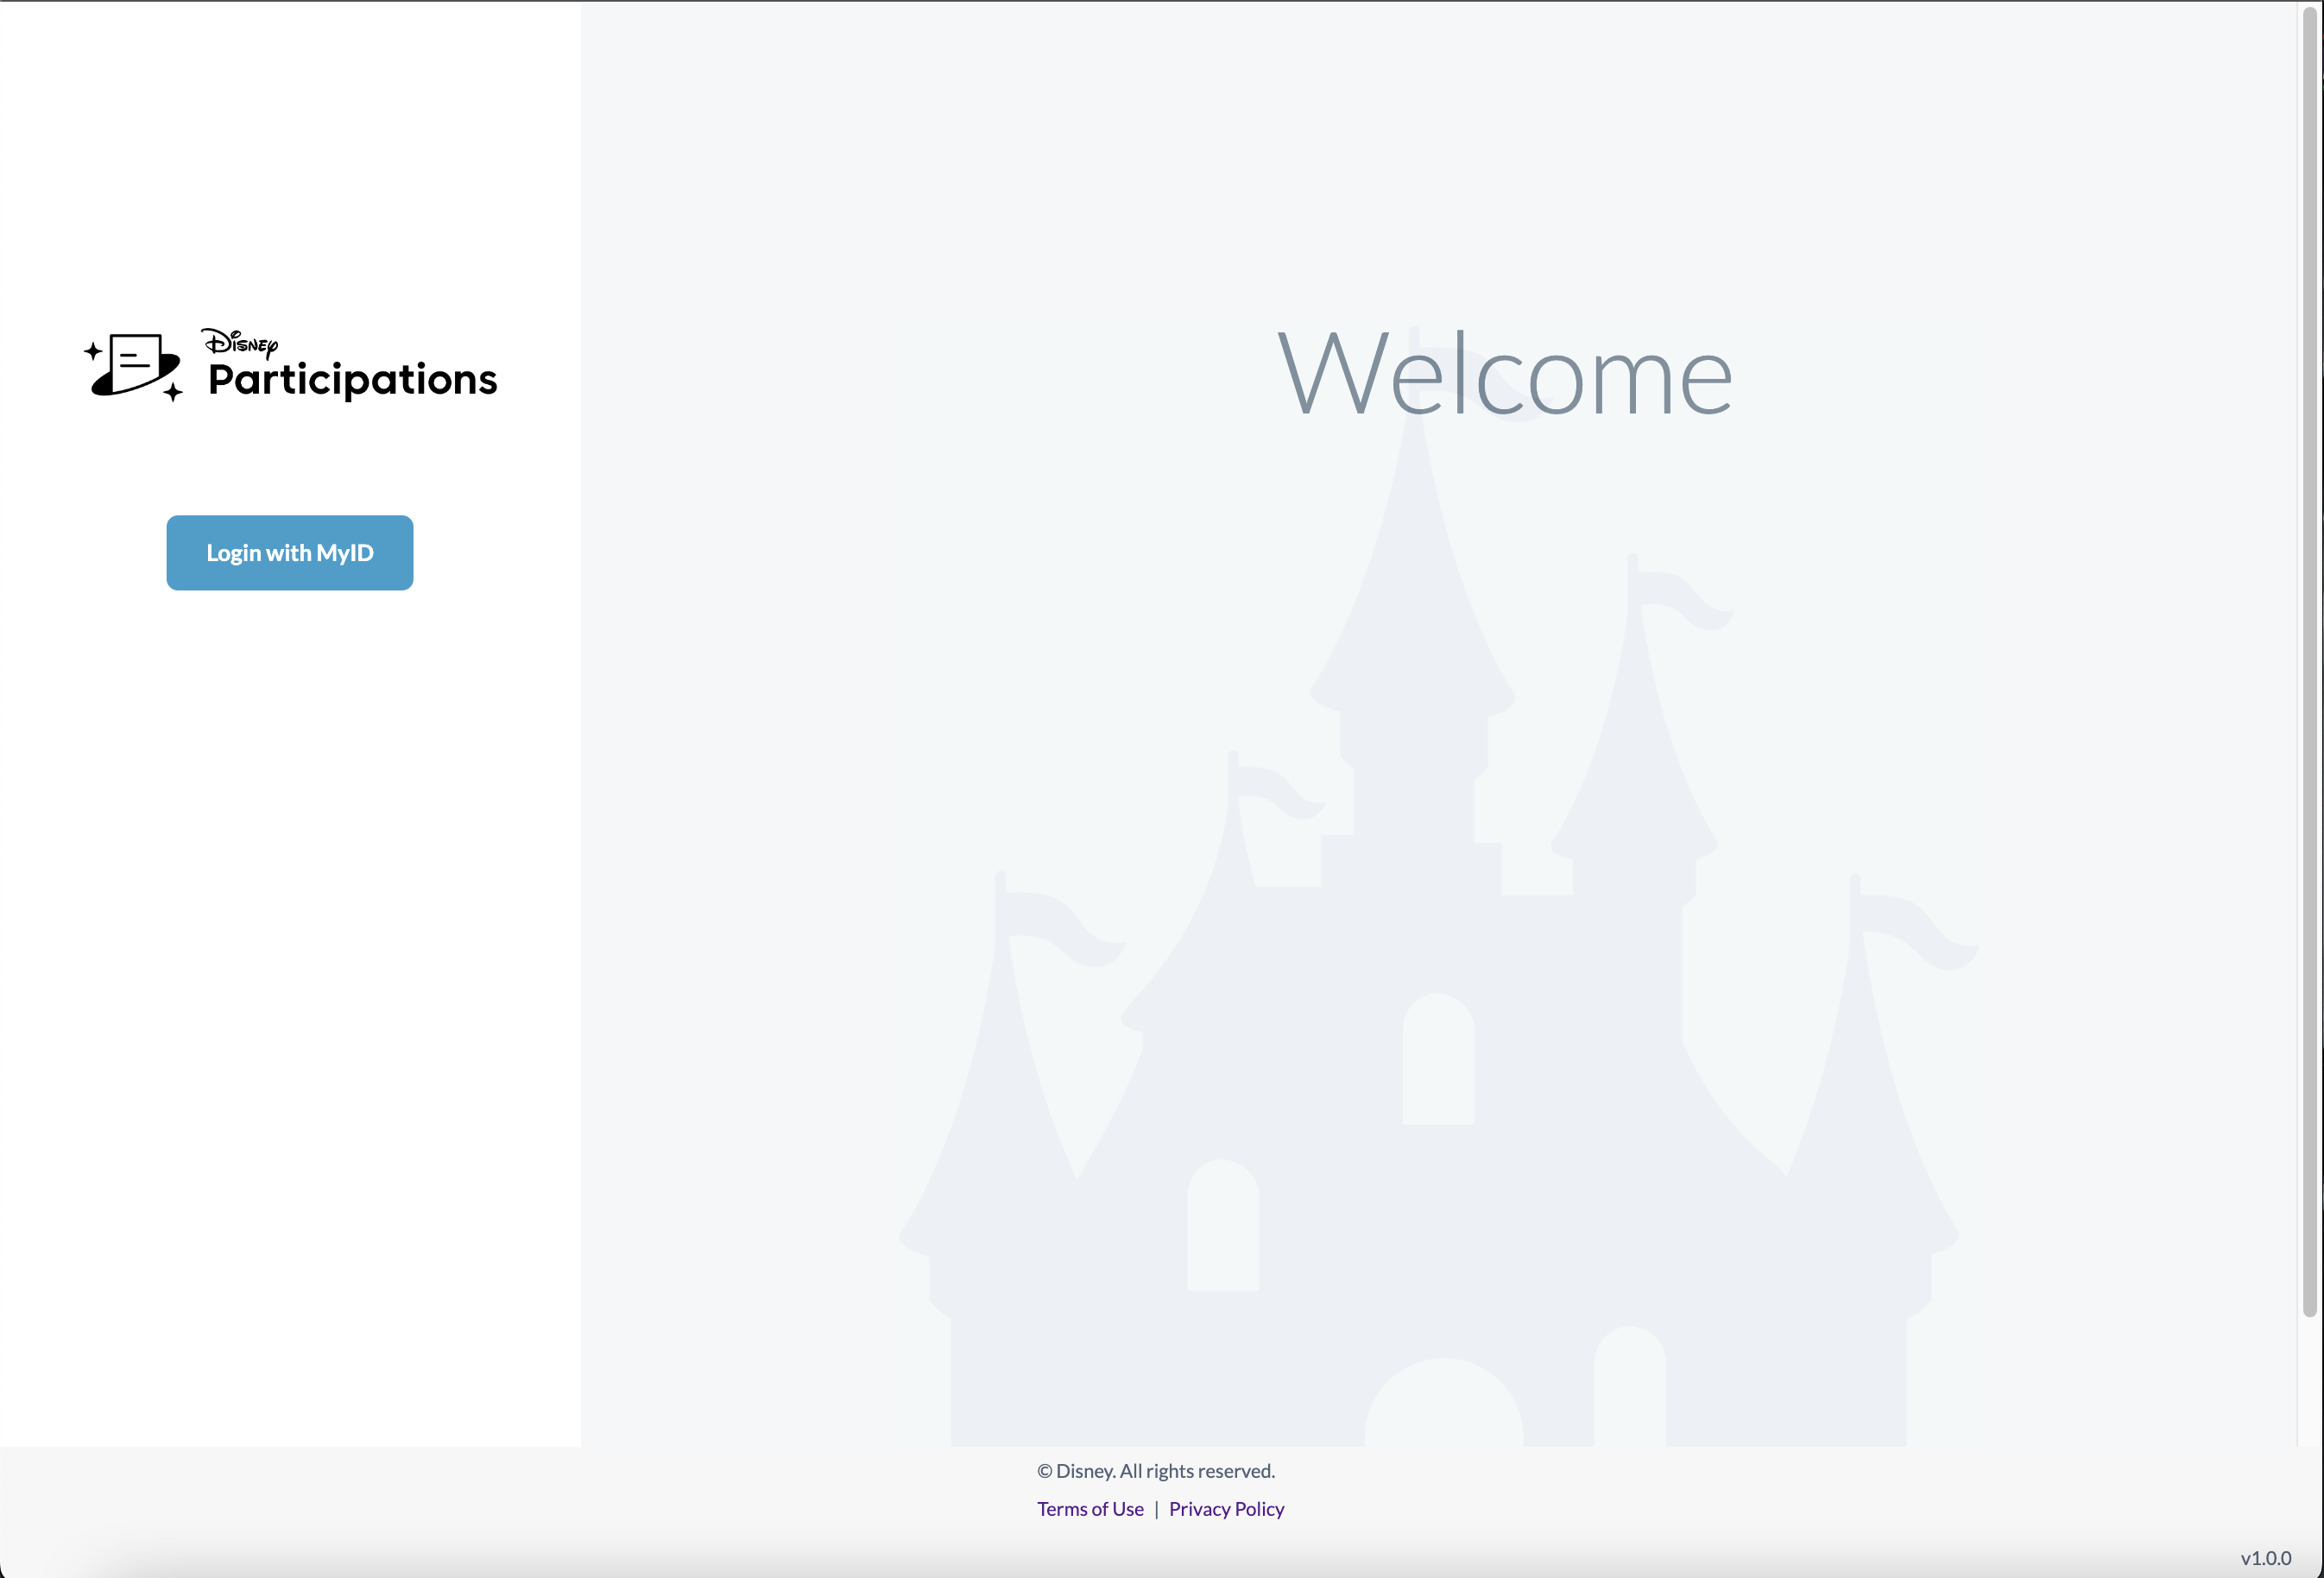 Disney
Participations
Login with MyID
Welcome
© Disney. All rights reserved.
Terms of Use | Privacy Policy
v1.0.0